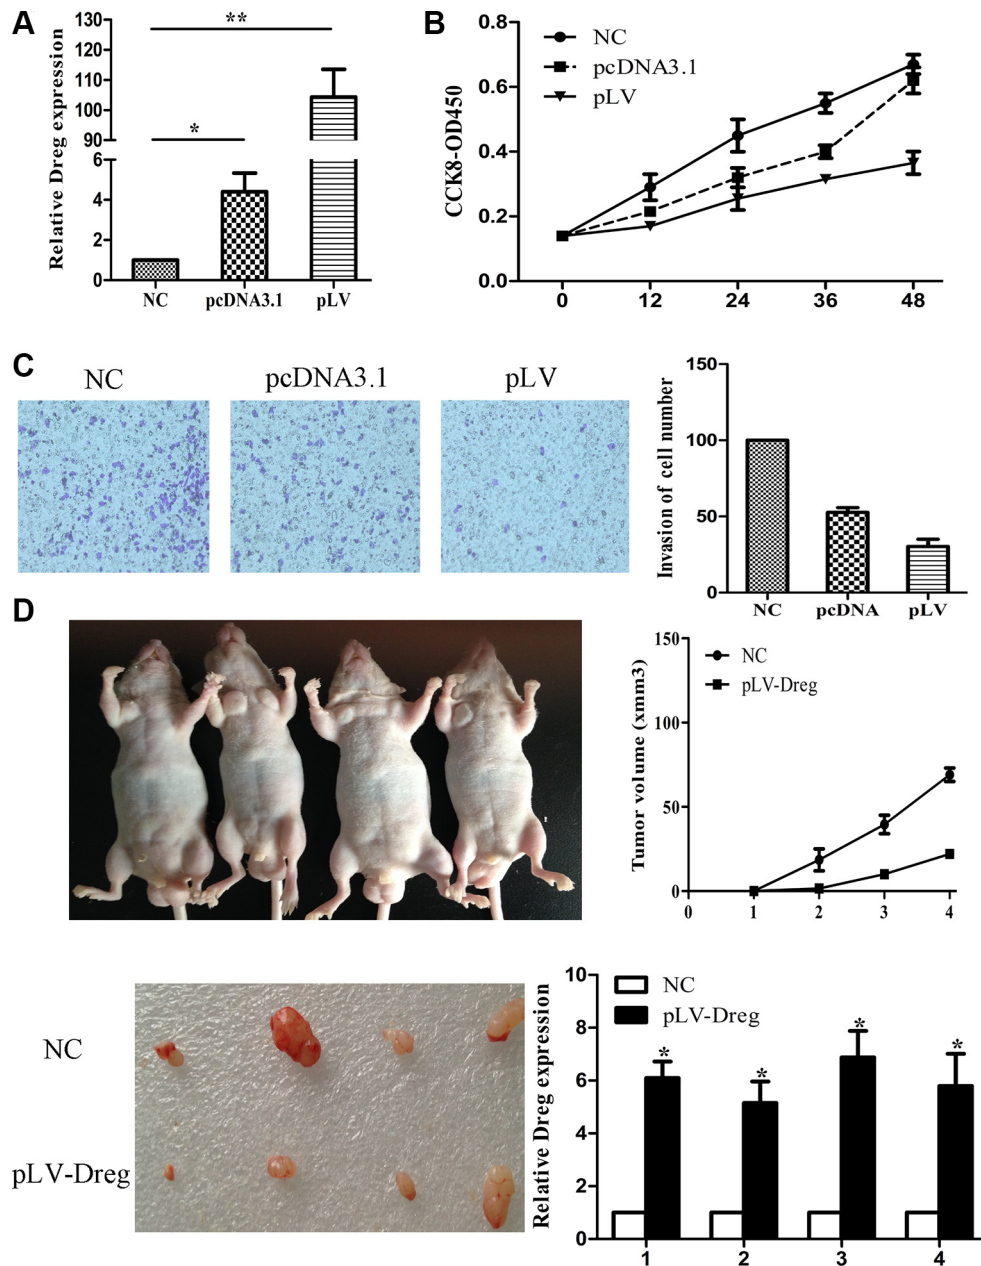 A
Relative Dreg expression
130
120
110
100
90
6
4
2
0
**
*
NC pcDNA3.1 pLV
B
CCK8-OD450
0.8
0.6
0.4
0.2
0.0
NC
pcDNA3.1
pLV
0 12 24 36 48
C
NC pcDNA3.1 pLV
Invasion of cell number
150
100
50
0
NC pcDNA pLV
D
Tumor volume (xmm3)
150
100
50
0
NC
pLV-Dreg
0 1 2 3 4
NC
pLV-Dreg
Relative Dreg expression
10
8
6
4
2
0
NC
pLV-Dreg
* * * *
1 2 3 4